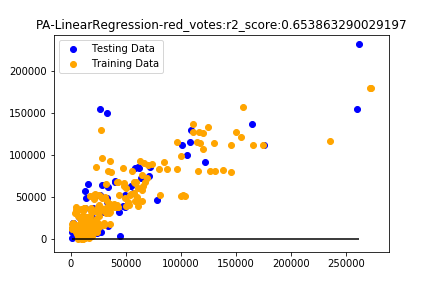 PA-LinearRegression-red_votes:r2_score:0.653863290029197
Testing Data
Training Data
200000
150000
100000
50000
0
0 50000 100000 150000 200000 250000